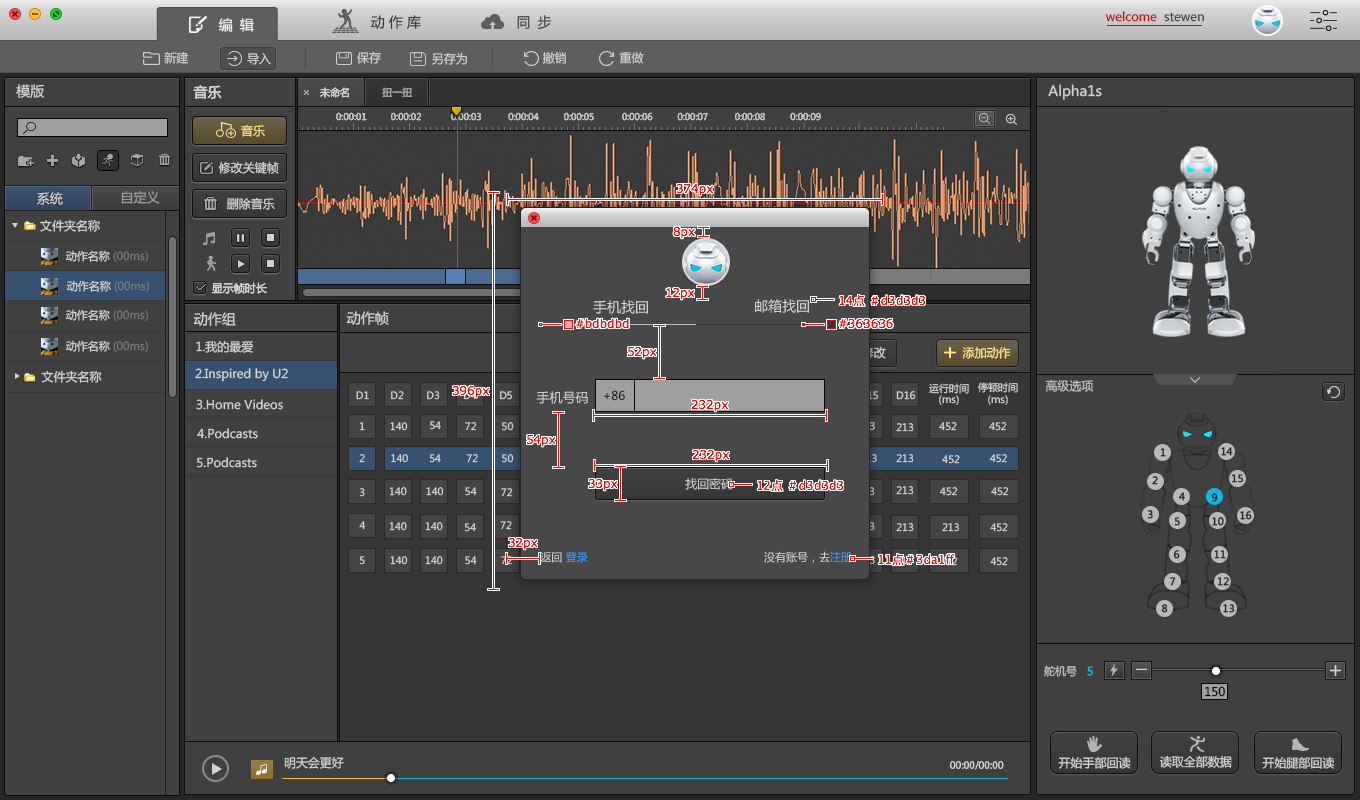 编 辑
动 作 库
同 步
welcome stewen
新建
导入
保存
另存为
撤销
重做
模版
系统
自定义
文件夹名称
动作名称 (00ms)
动作名称 (00ms)
动作名称 (00ms)
动作名称 (00ms)
文件夹名称
音乐
音乐
修改关键帧
删除音乐
显示帧时长
× 未命名
扭一扭
0:00:01 0:00:02 0:00:03 0:00:04 0:00:05 0:00:06 0:00:07 0:00:08 0:00:09
374px
8px
12px
手机找回
邮箱找回
14点 #d3d3d3
#bdbdbd
#363636
52px
396px
手机号码
+86
232px
54px
232px
33px
找回密码
12点 #d3d3d3
32px
返回 登录
没有账号，去注册
11点#3da1ff
动作组
1.我的最爱
2.Inspired by U2
3.Home Videos
4.Podcasts
5.Podcasts
动作帧
修改
添加动作
D1 D2 D3 D4 D5 15 D16 运行时间(ms) 停顿时间(ms)
1 140 54 72 50 3 213 452 452
2 140 54 72 50 3 213 452 452
3 140 140 54 72 3 213 452 452
4 140 140 54 72 3 213 213 452
5 140 140 54 72 3 213 452 452
明天会更好
00:00/00:00
Alpha1s
高级选项
1
14
2
15
4
9
3
5
10
16
6
11
7
12
8
13
舵机号 5
150
开始手部回读
读取全部数据
开始腿部回读